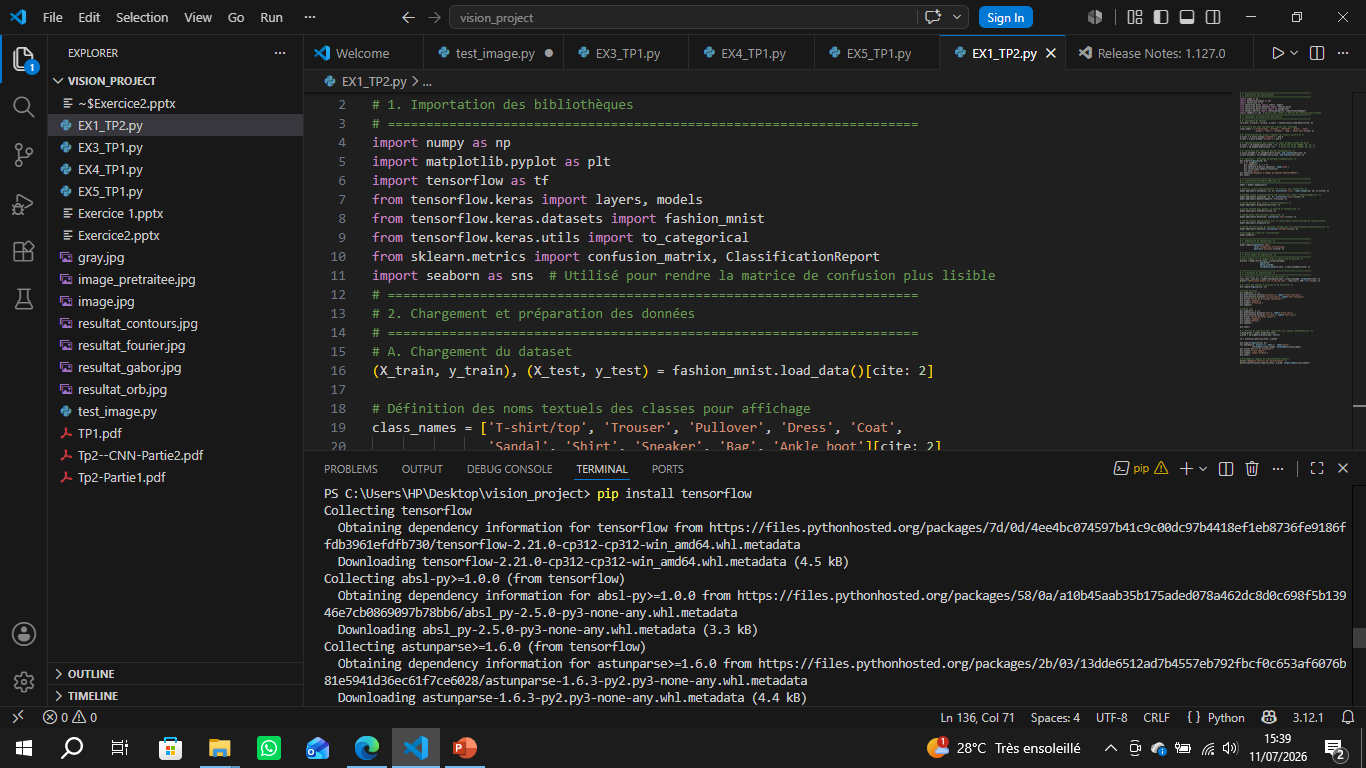 File Edit Selection View Go Run ··· vision_project Sign In
EXPLORER ···
VISION_PROJECT
~$Exercice2.pptx
EX1_TP2.py
EX3_TP1.py
EX4_TP1.py
EX5_TP1.py
Exercice 1.pptx
Exercice2.pptx
gray.jpg
image_pretraitee.jpg
image.jpg
resultat_contours.jpg
resultat_fourier.jpg
resultat_gabor.jpg
resultat_orb.jpg
test_image.py
TP1.pdf
Tp2--CNN-Partie2.pdf
Tp2-Partie1.pdf
OUTLINE
TIMELINE
1
Welcome test_image.py EX3_TP1.py EX4_TP1.py EX5_TP1.py EX1_TP2.py Release Notes: 1.127.0
EX1_TP2.py > ...
2 # 1. Importation des bibliothèques
3 # =====================================================================
4 import numpy as np
5 import matplotlib.pyplot as plt
6 import tensorflow as tf
7 from tensorflow.keras import layers, models
8 from tensorflow.keras.datasets import fashion_mnist
9 from tensorflow.keras.utils import to_categorical
10 from sklearn.metrics import confusion_matrix, ClassificationReport
11 import seaborn as sns  # Utilisé pour rendre la matrice de confusion plus lisible
12 # =====================================================================
13 # 2. Chargement et préparation des données
14 # =====================================================================
15 # A. Chargement du dataset
16 (X_train, y_train), (X_test, y_test) = fashion_mnist.load_data()[cite: 2]
17
18 # Définition des noms textuels des classes pour affichage
19 class_names = ['T-shirt/top', 'Trouser', 'Pullover', 'Dress', 'Coat',
20 'Sandal', 'Shirt', 'Sneaker', 'Bag', 'Ankle boot'][cite: 2]
PROBLEMS OUTPUT DEBUG CONSOLE TERMINAL PORTS pip
PS C:\Users\HP\Desktop\vision_project> pip install tensorflow
Collecting tensorflow
Obtaining dependency information for tensorflow from https://files.pythonhosted.org/packages/7d/0d/4ee4bc074597b41c9c00dc97b4418ef1eb8736fe9186f
fdb3961efdfb730/tensorflow-2.21.0-cp312-cp312-win_amd64.whl.metadata
Downloading tensorflow-2.21.0-cp312-cp312-win_amd64.whl.metadata (4.5 kB)
Collecting absl-py>=1.0.0 (from tensorflow)
Obtaining dependency information for absl-py>=1.0.0 from https://files.pythonhosted.org/packages/58/0a/a10b45aab35b175aded078a462dc8d0c698f5b139
46e7cb0869097b78bb6/absl_py-2.5.0-py3-none-any.whl.metadata
Downloading absl_py-2.5.0-py3-none-any.whl.metadata (3.3 kB)
Collecting astunparse>=1.6.0 (from tensorflow)
Obtaining dependency information for astunparse>=1.6.0 from https://files.pythonhosted.org/packages/2b/03/13dde6512ad7b4557eb792fbcf0c653af6076b
81e5941d36ec61f7ce6028/astunparse-1.6.3-py2.py3-none-any.whl.metadata
Downloading astunparse-1.6.3-py2.py3-none-any.whl.metadata (4.4 kB)
0 0 Ln 136, Col 71 Spaces: 4 UTF-8 CRLF { } Python 3.12.1
1 28°C Très ensoleillé 15:39
11/07/2026 2